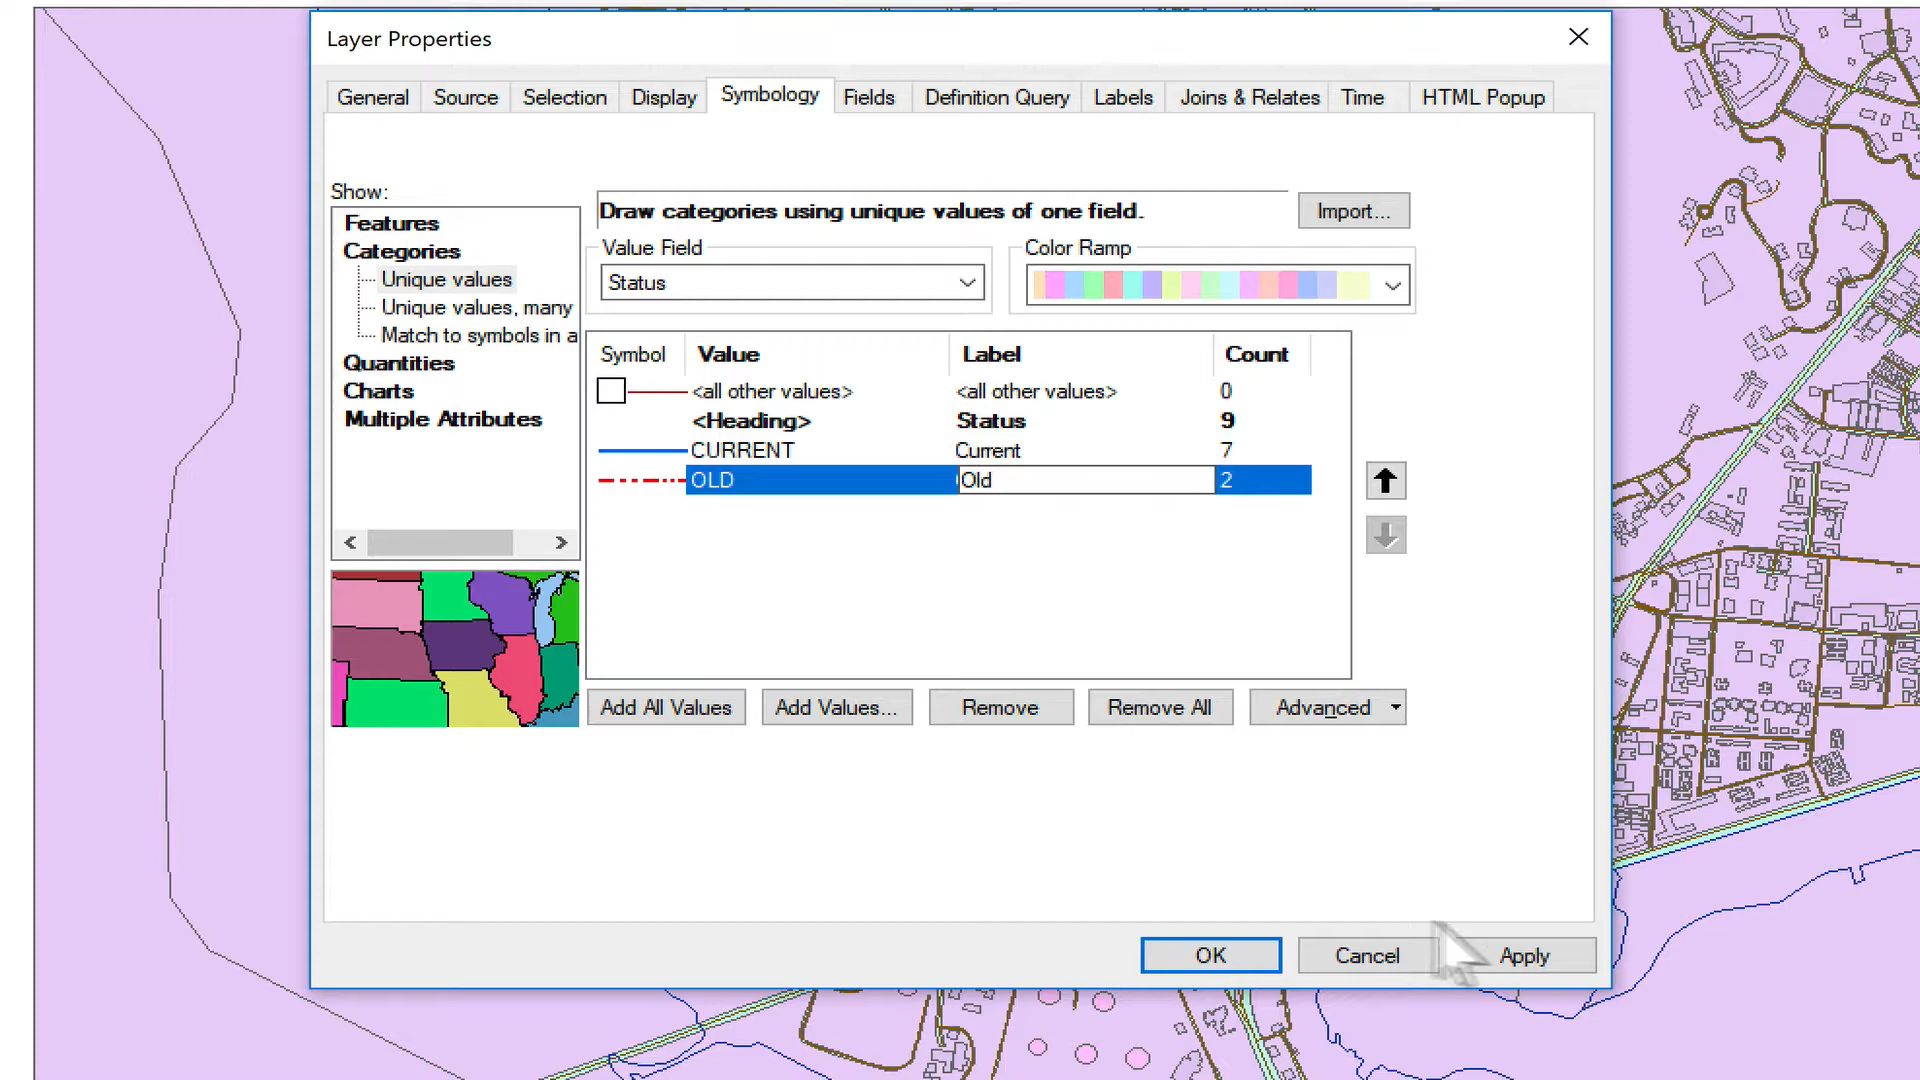 Layer Properties
General Source Selection Display Symbology Fields Definition Query Labels Joins & Relates Time HTML Popup
Show:
Features
Categories
Unique values
Unique values, many
Match to symbols in a
Quantities
Charts
Multiple Attributes
Draw categories using unique values of one field.
Import...
Value Field
Status
Color Ramp
Symbol Value Label Count
<all other values> <all other values> 0
<Heading> Status 9
CURRENT Current 7
OLD Old 2
Add All Values Add Values... Remove Remove All Advanced
OK Cancel Apply